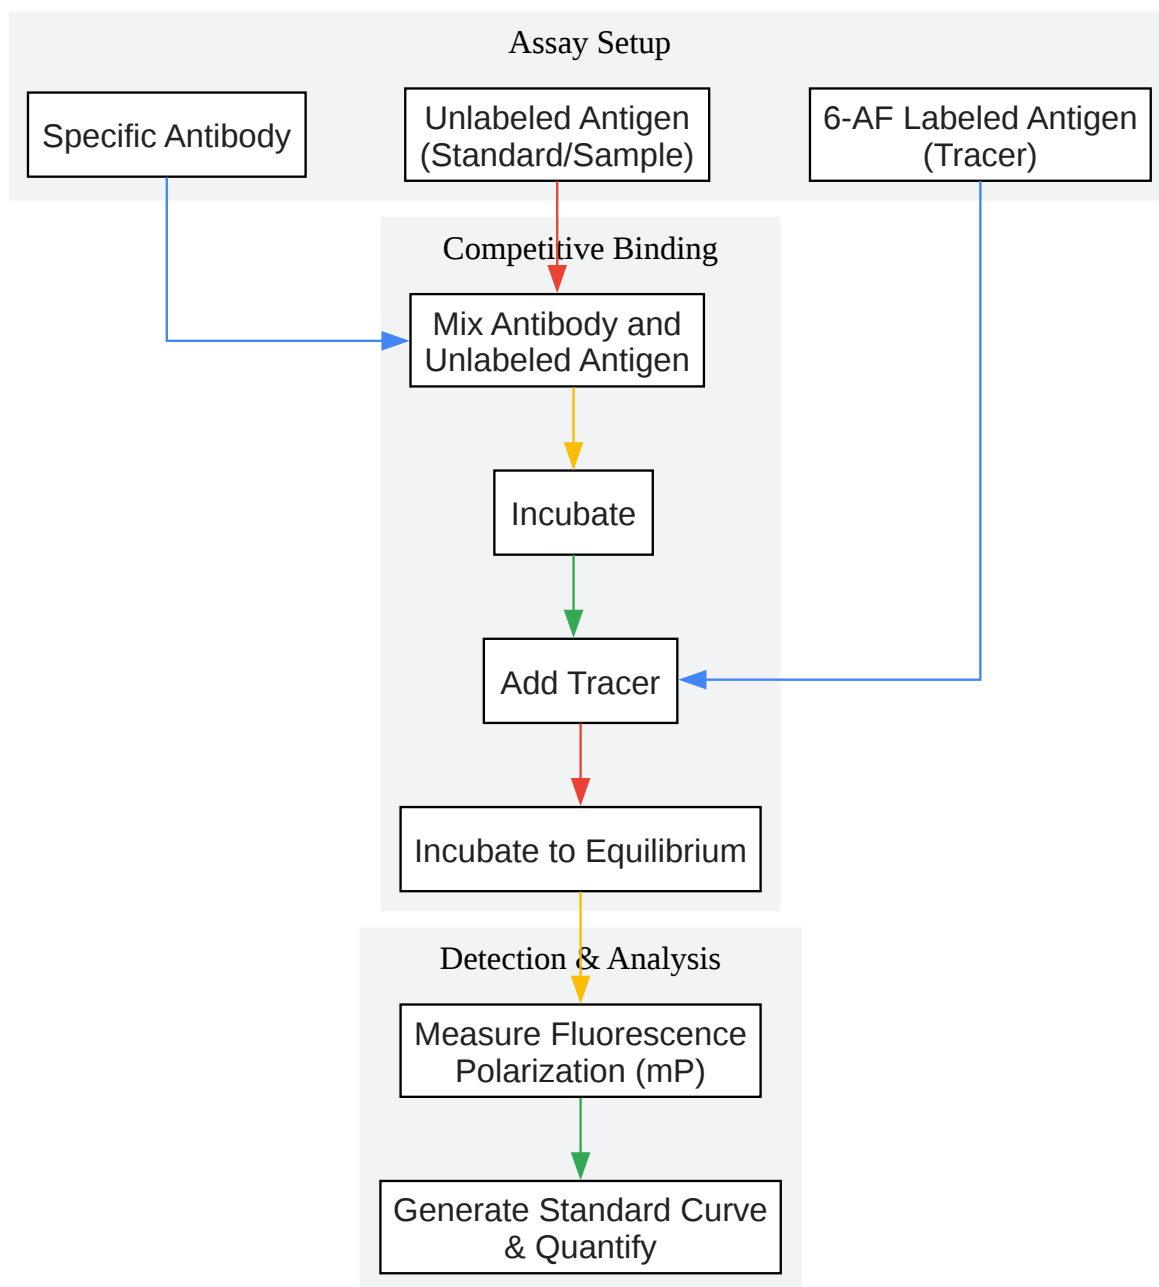 Assay Setup
Specific Antibody
Unlabeled Antigen
(Standard/Sample)
6-AF Labeled Antigen
(Tracer)
Competitive Binding
Mix Antibody and
Unlabeled Antigen
Incubate
Add Tracer
Incubate to Equilibrium
Detection & Analysis
Measure Fluorescence
Polarization (mP)
Generate Standard Curve
& Quantify